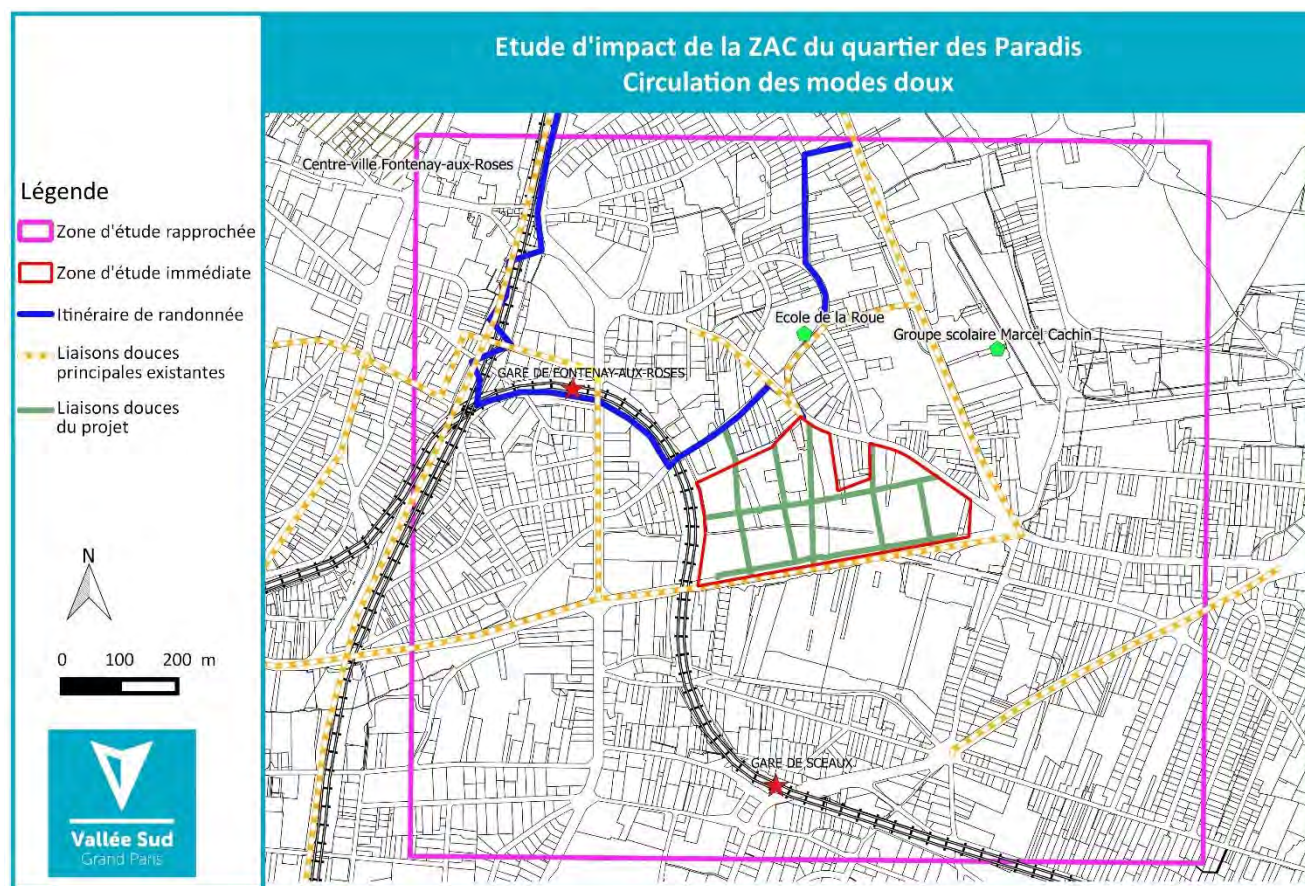 Etude d'impact de la ZAC du quartier des Paradis
Circulation des modes doux
Légende
Zone d'étude rapprochée
Zone d'étude immédiate
Itinéraire de randonnée
Liaisons douces
principales existantes
Liaisons douces
du projet
N
0 100 200 m
Vallée Sud
Grand Paris
Centre-ville Fontenay-aux-Roses
Ecole de la Roue
Groupe scolaire Marcel Cachin
GARE DE FONTENAY-AUX-ROSES
GARE DE SCEAUX